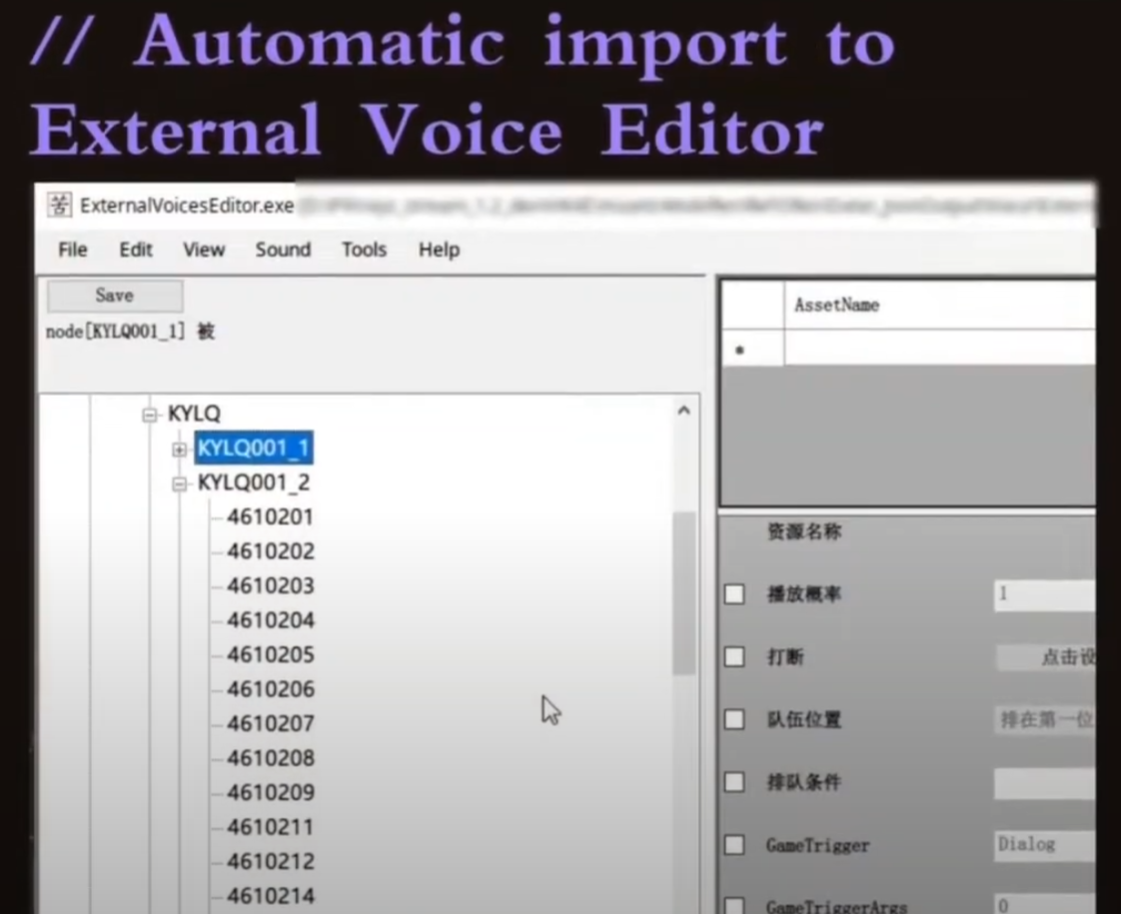 // Automatic import to
External Voice Editor
苦 ExternalVoicesEditor.exe
File Edit View Sound Tools Help
Save
node[KYLQ001_1] 被
KYLQ
KYLQ001_1
KYLQ001_2
4610201
4610202
4610203
4610204
4610205
4610206
4610207
4610208
4610209
4610211
4610212
4610214
AssetName
资源名称
播放概率 1
打断 点击设
队伍位置 排在第一位
排队条件
GameTrigger Dialog
GameTriggerArgs 0